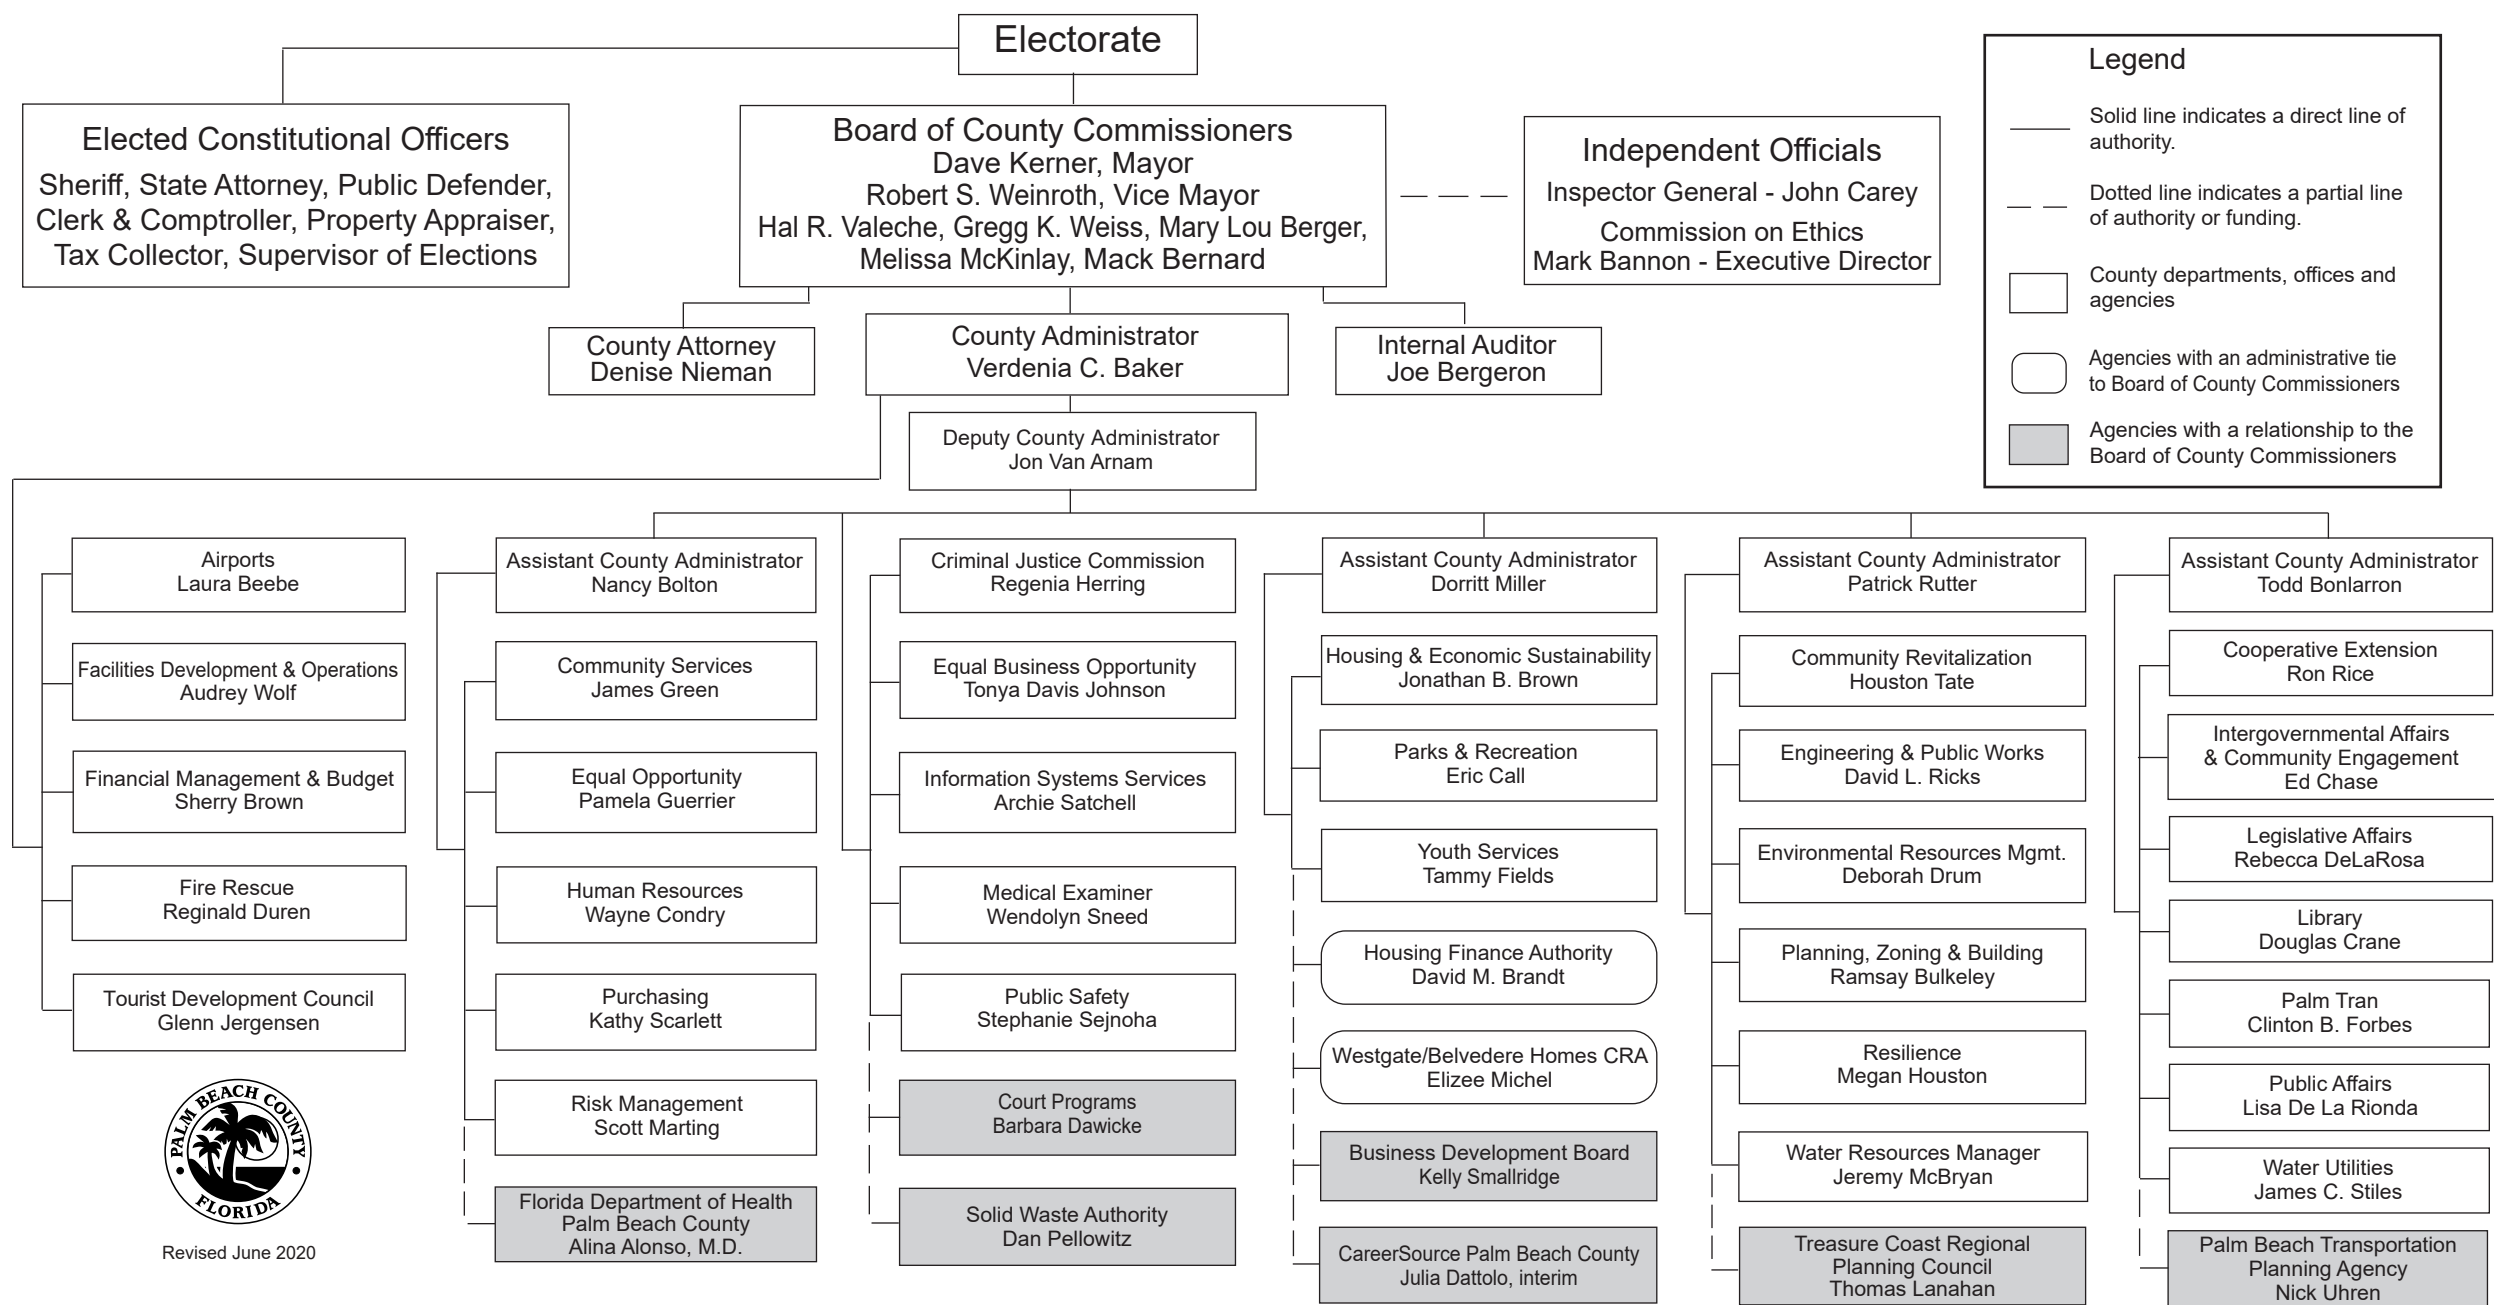 Electorate
Elected Constitutional Officers
Sheriff, State Attorney, Public Defender,
Clerk & Comptroller, Property Appraiser,
Tax Collector, Supervisor of Elections
Board of County Commissioners
Dave Kerner, Mayor
Robert S. Weinroth, Vice Mayor
Hal R. Valeche, Gregg K. Weiss, Mary Lou Berger,
Melissa McKinlay, Mack Bernard
Independent Officials
Inspector General - John Carey
Commission on Ethics
Mark Bannon - Executive Director
Legend
Solid line indicates a direct line of
authority.
Dotted line indicates a partial line
of authority or funding.
County departments, offices and
agencies
Agencies with an administrative tie
to Board of County Commissioners
Agencies with a relationship to the
Board of County Commissioners
County Attorney
Denise Nieman
County Administrator
Verdenia C. Baker
Internal Auditor
Joe Bergeron
Deputy County Administrator
Jon Van Arnam
Airports
Laura Beebe
Facilities Development & Operations
Audrey Wolf
Financial Management & Budget
Sherry Brown
Fire Rescue
Reginald Duren
Tourist Development Council
Glenn Jergensen
Assistant County Administrator
Nancy Bolton
Community Services
James Green
Equal Opportunity
Pamela Guerrier
Human Resources
Wayne Condry
Purchasing
Kathy Scarlett
Risk Management
Scott Marting
Florida Department of Health
Palm Beach County
Alina Alonso, M.D.
Criminal Justice Commission
Regenia Herring
Equal Business Opportunity
Tonya Davis Johnson
Information Systems Services
Archie Satchell
Medical Examiner
Wendolyn Sneed
Public Safety
Stephanie Sejnoha
Court Programs
Barbara Dawicke
Solid Waste Authority
Dan Pellowitz
Assistant County Administrator
Dorritt Miller
Housing & Economic Sustainability
Jonathan B. Brown
Parks & Recreation
Eric Call
Youth Services
Tammy Fields
Housing Finance Authority
David M. Brandt
Westgate/Belvedere Homes CRA
Elizee Michel
Business Development Board
Kelly Smallridge
CareerSource Palm Beach County
Julia Dattolo, interim
Assistant County Administrator
Patrick Rutter
Community Revitalization
Houston Tate
Engineering & Public Works
David L. Ricks
Environmental Resources Mgmt.
Deborah Drum
Planning, Zoning & Building
Ramsay Bulkeley
Resilience
Megan Houston
Water Resources Manager
Jeremy McBryan
Treasure Coast Regional
Planning Council
Thomas Lanahan
Assistant County Administrator
Todd Bonlarron
Cooperative Extension
Ron Rice
Intergovernmental Affairs
& Community Engagement
Ed Chase
Legislative Affairs
Rebecca DeLaRosa
Library
Douglas Crane
Palm Tran
Clinton B. Forbes
Public Affairs
Lisa De La Rionda
Water Utilities
James C. Stiles
Palm Beach Transportation
Planning Agency
Nick Uhren
PALM BEACH COUNTY
FLORIDA
Revised June 2020